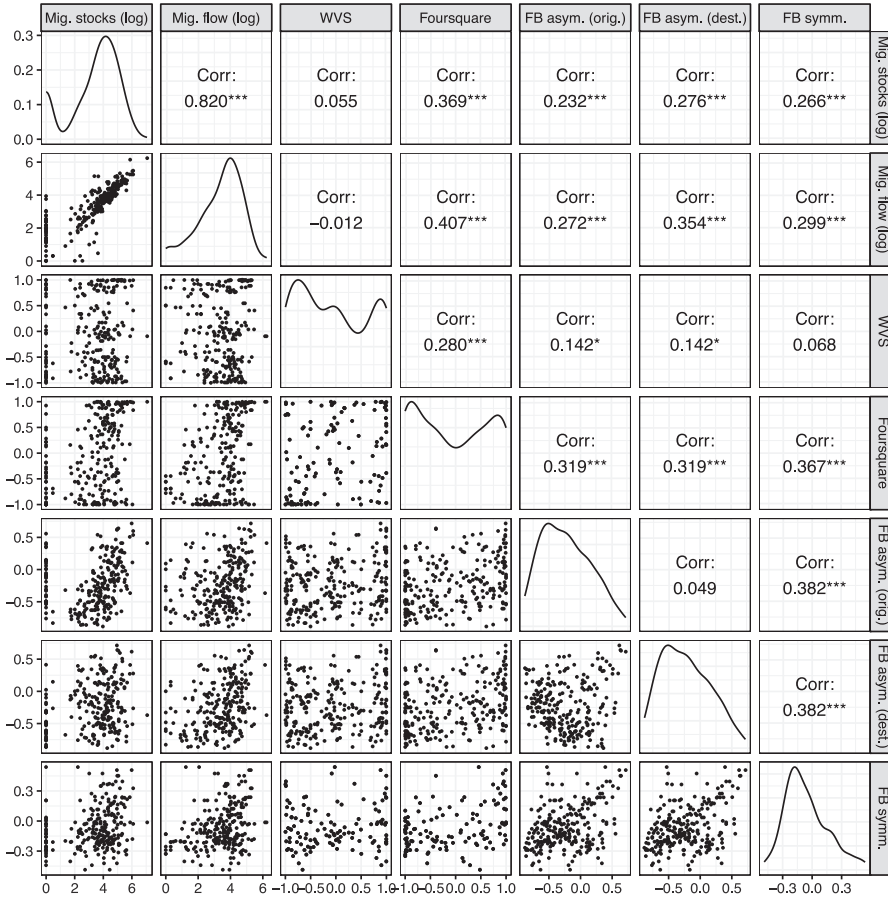 Mig. stocks (log) Mig. flow (log) WVS Foursquare FB asym. (orig.) FB asym. (dest.) FB symm.
0.3
0.2
0.1
0.0
Corr: Corr: Corr: Corr: Corr: Corr:
0.820*** 0.055 0.369*** 0.232*** 0.276*** 0.266***
Mig. stocks (log)
6
4
2
0
Corr: Corr: Corr: Corr: Corr:
−0.012 0.407*** 0.272*** 0.354*** 0.299***
Mig. flow (log)
1.0
0.5
0.0
−0.5
−1.0
Corr: Corr: Corr: Corr:
0.280*** 0.142* 0.142* 0.068
WVS
1.0
0.5
0.0
−0.5
−1.0
Corr: Corr: Corr:
0.319*** 0.319*** 0.367***
Foursquare
0.5
0.0
−0.5
Corr: Corr:
0.049 0.382***
FB asym. (orig.)
0.5
0.0
−0.5
Corr:
0.382***
FB asym. (dest.)
0.3
0.0
−0.3
FB symm.
0 2 4 6 0 2 4 6 −1.0 −0.5 0.0 0.5 1.0 −1.0 −0.5 0.0 0.5 1.0 −0.5 0.0 0.5 −0.5 0.0 0.5 −0.3 0.0 0.3